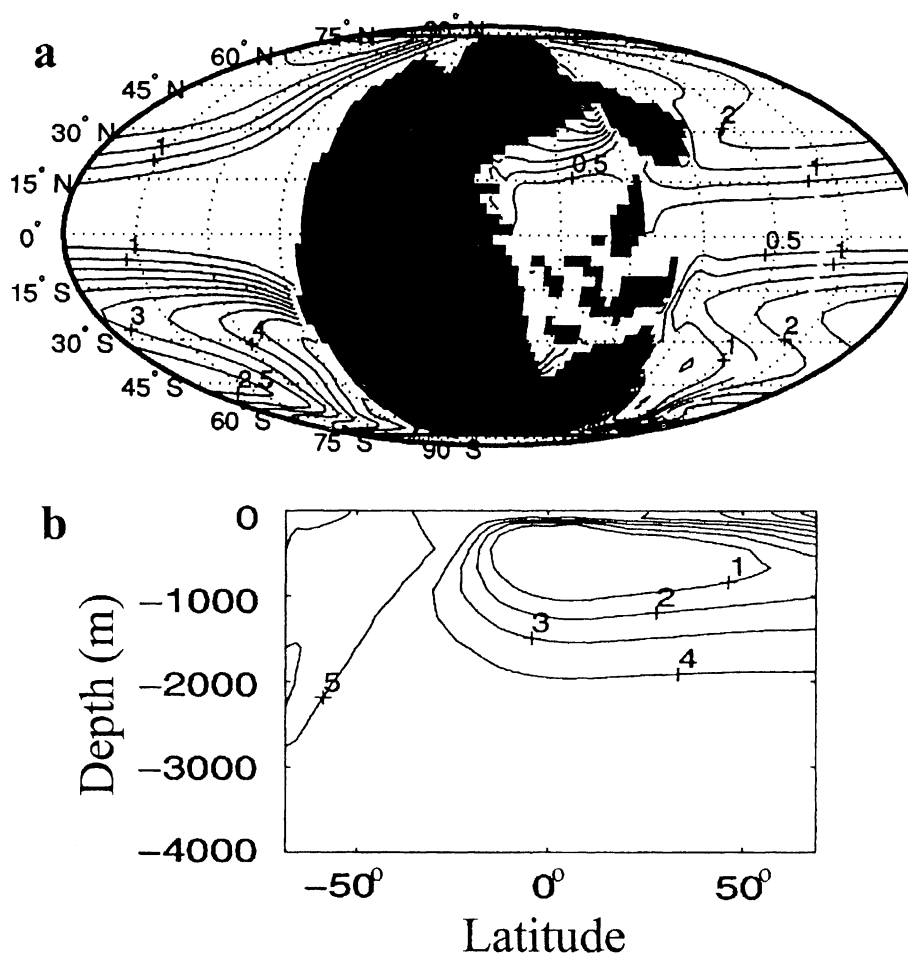 a
90° N
75° N
60° N
45° N
30° N
15° N
0°
15° S
30° S
45° S
60° S
75° S
90° S
1
2
0.5
1
1
0.5
1
3
4
2
1
2.5
b
0
−1000
−2000
−3000
−4000
Depth (m)
1
2
3
4
5
−50° 0° 50°
Latitude